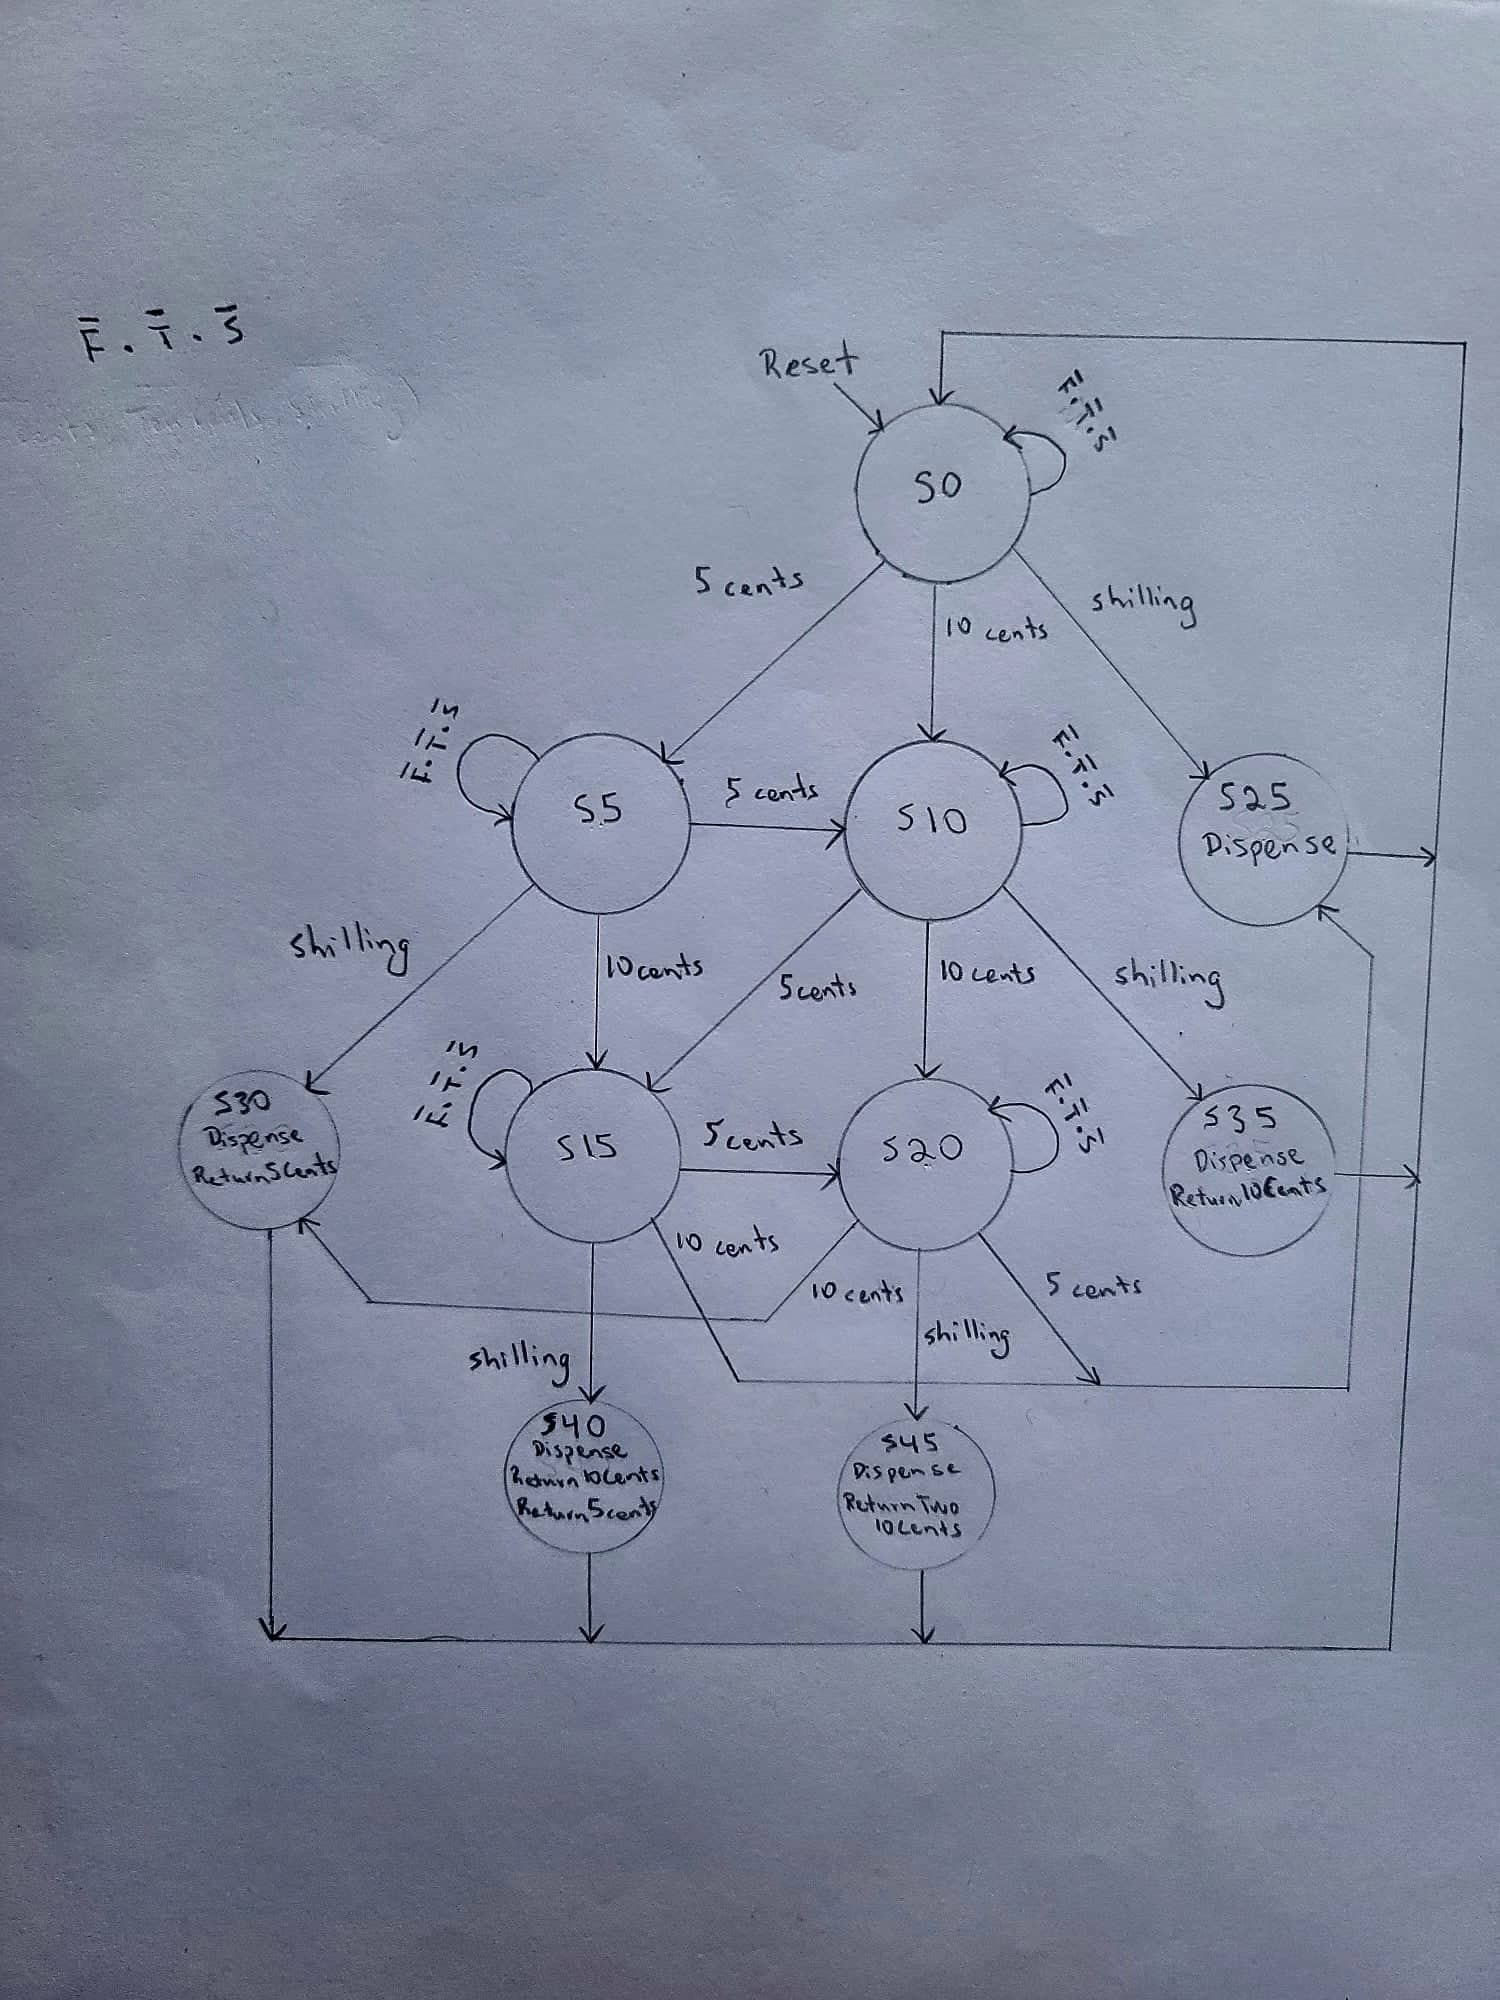 F̅ . T̅ . S̅
Reset
F̅.T̅.S̅
S0
5 cents
10 cents
shilling
F̅.T̅.S̅
S5
5 cents
S10
F̅.T̅.S̅
S25
Dispense
shilling
10 cents
5 cents
10 cents
shilling
S30
Dispense
Return 5 Cents
F̅.T̅.S̅
S15
5 cents
S20
F̅.T̅.S̅
S35
Dispense
Return 10 Cents
10 cents
10 cents
5 cents
shilling
shilling
S40
Dispense
Return 10 Cents
Return 5 cents
S45
Dispense
Return Two
10 Cents